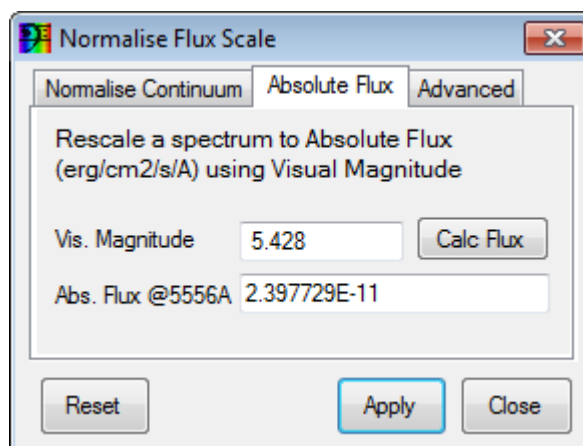 Normalise Flux Scale
Normalise Continuum Absolute Flux Advanced
Rescale a spectrum to Absolute Flux
(erg/cm2/s/A) using Visual Magnitude
Vis. Magnitude 5.428 Calc Flux
Abs. Flux @5556A 2.397729E-11
Reset Apply Close